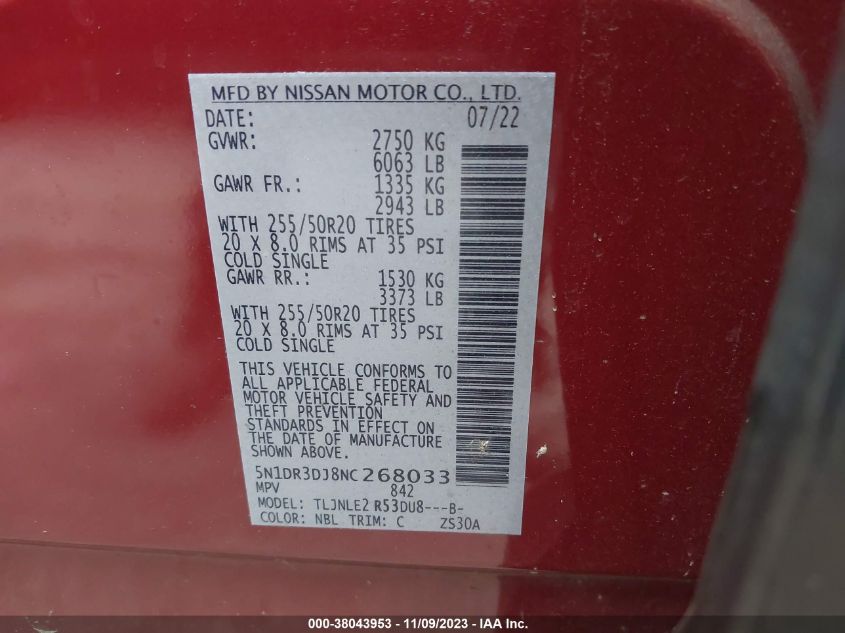 MFD BY NISSAN MOTOR CO., LTD.
DATE: 07/22
GVWR: 2750 KG
6063 LB
GAWR FR.: 1335 KG
2943 LB
WITH 255/50R20 TIRES
20 X 8.0 RIMS AT 35 PSI
COLD SINGLE
GAWR RR.: 1530 KG
3373 LB
WITH 255/50R20 TIRES
20 X 8.0 RIMS AT 35 PSI
COLD SINGLE
THIS VEHICLE CONFORMS TO
ALL APPLICABLE FEDERAL
MOTOR VEHICLE SAFETY AND
THEFT PREVENTION
STANDARDS IN EFFECT ON
THE DATE OF MANUFACTURE
SHOWN ABOVE.
5N1DR3DJ8NC268033
MPV 842
MODEL: TLJNLE2 R53DU8---B-
COLOR: NBL TRIM: C ZS30A
000-38043953 - 11/09/2023 - IAA Inc.